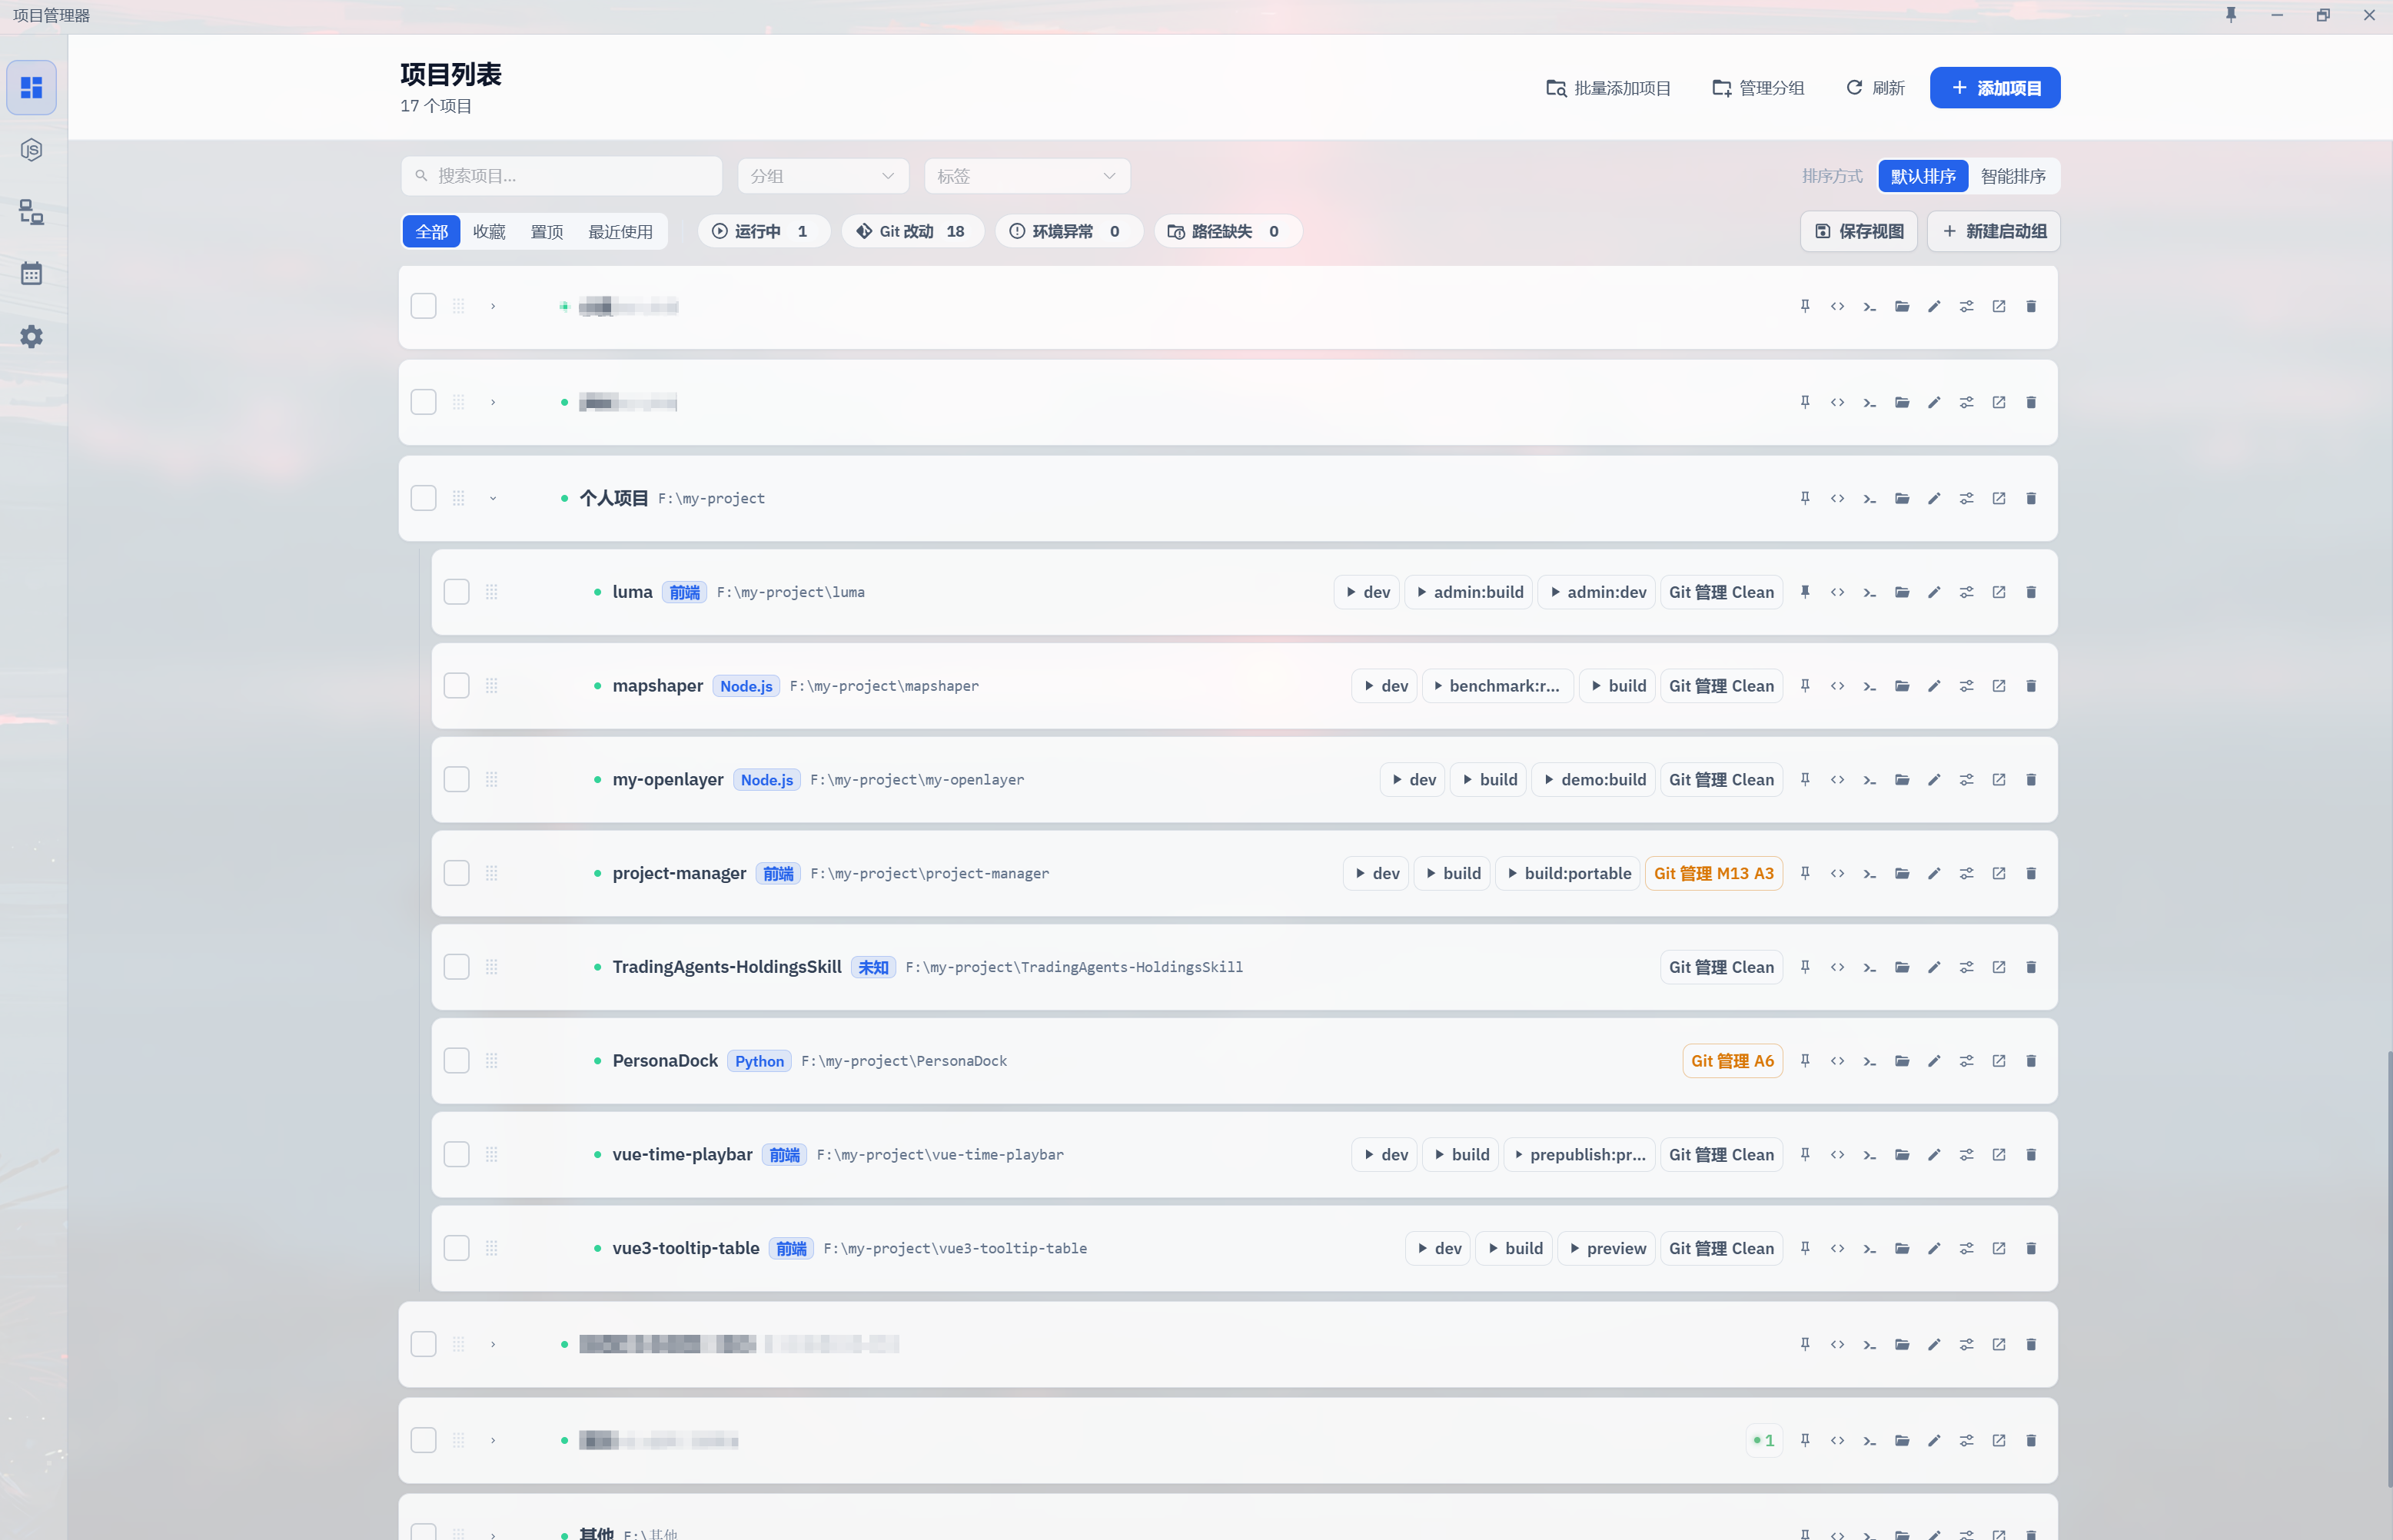 项目管理器
项目列表
17 个项目
批量添加项目 管理分组 刷新 + 添加项目
搜索项目... 分组 标签 排序方式 默认排序 智能排序
全部 收藏 置顶 最近使用 运行中 1 Git 改动 18 环境异常 0 路径缺失 0 保存视图 + 新建启动组
个人项目 F:\my-project
luma 前端 F:\my-project\luma dev admin:build admin:dev Git 管理 Clean
mapshaper Node.js F:\my-project\mapshaper dev benchmark:r... build Git 管理 Clean
my-openlayer Node.js F:\my-project\my-openlayer dev build demo:build Git 管理 Clean
project-manager 前端 F:\my-project\project-manager dev build build:portable Git 管理 M13 A3
TradingAgents-HoldingsSkill 未知 F:\my-project\TradingAgents-HoldingsSkill Git 管理 Clean
PersonaDock Python F:\my-project\PersonaDock Git 管理 A6
vue-time-playbar 前端 F:\my-project\vue-time-playbar dev build prepublish:pr... Git 管理 Clean
vue3-tooltip-table 前端 F:\my-project\vue3-tooltip-table dev build preview Git 管理 Clean
1
其他 F:\其他